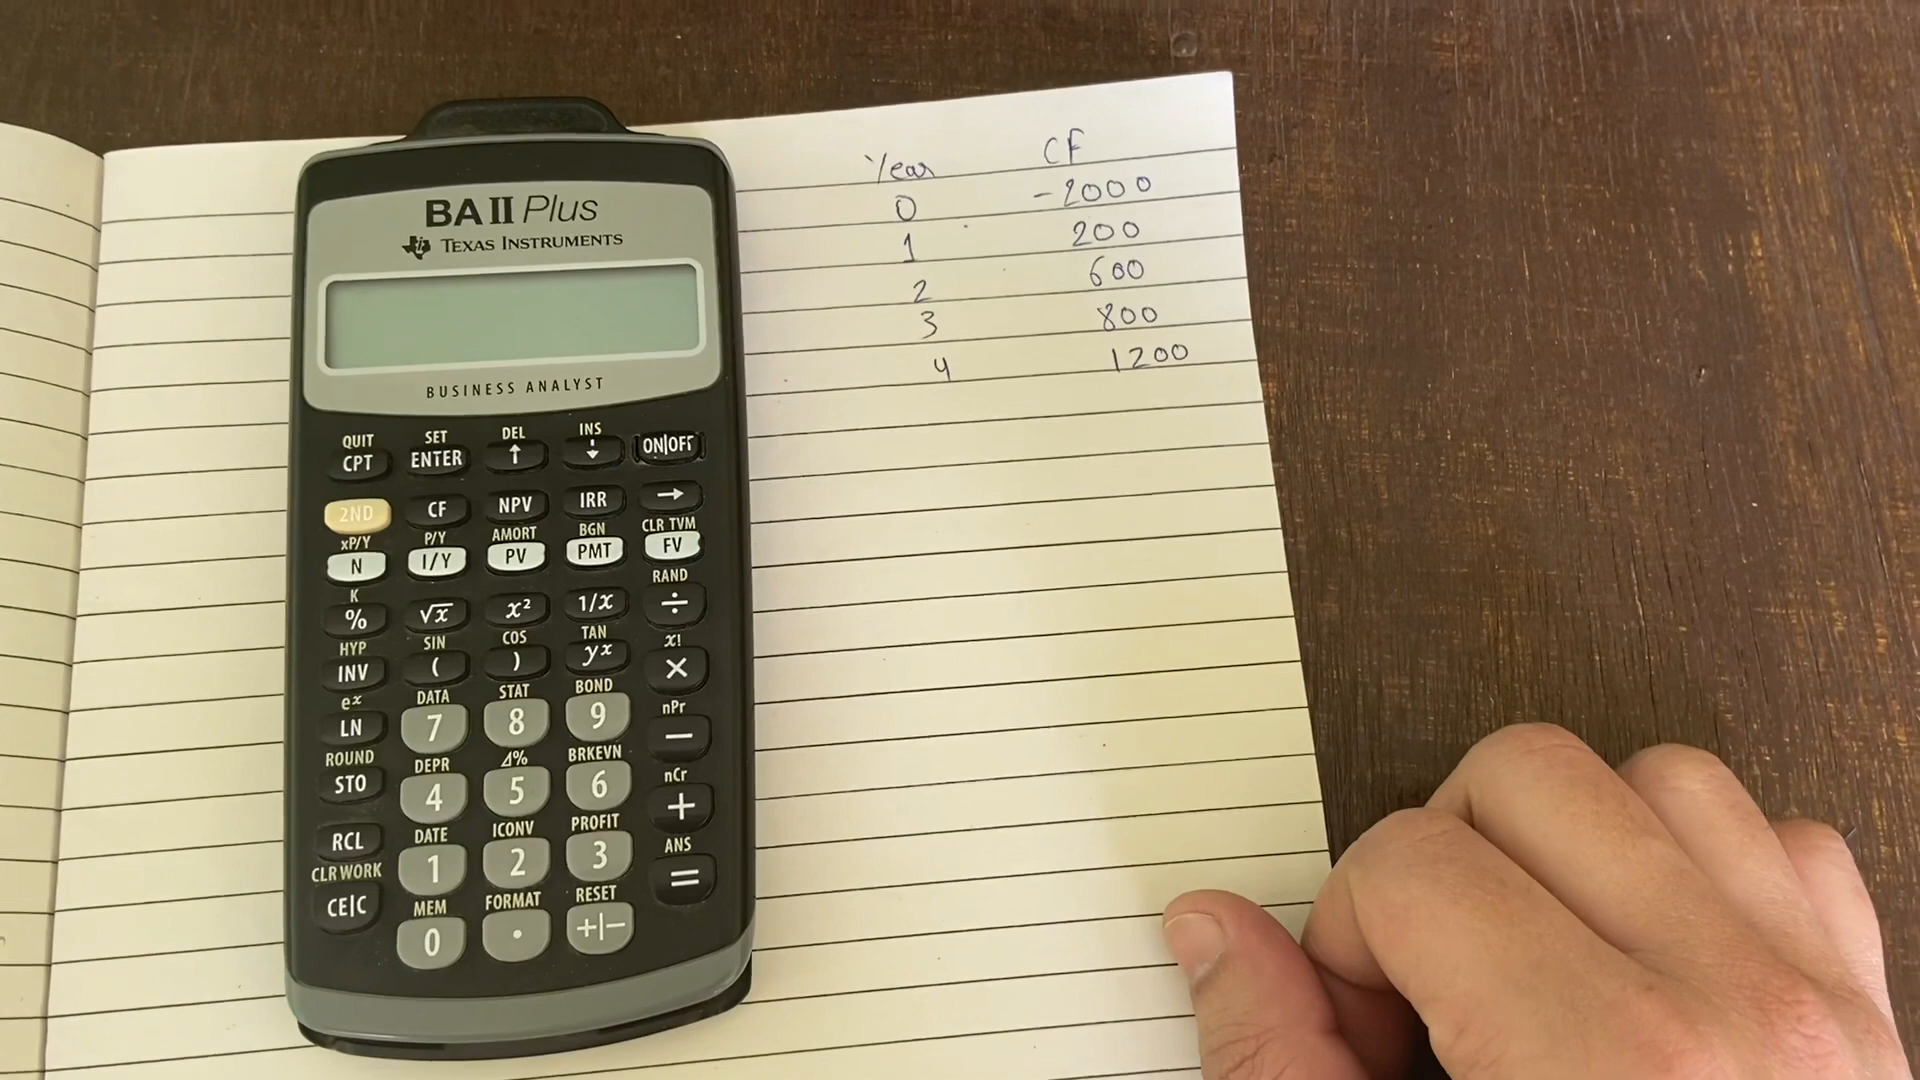 BA II Plus
TEXAS INSTRUMENTS
BUSINESS ANALYST
QUIT SET DEL INS
CPT ENTER ↑ ↓ ON|OFF
2ND CF NPV IRR →
xP/Y P/Y AMORT BGN CLR TVM
N I/Y PV PMT FV
K RAND
% √x x² 1/x ÷
HYP SIN COS TAN x!
INV ( ) yx ×
ex DATA STAT BOND nPr
LN 7 8 9 −
ROUND DEPR Δ% BRKEVN nCr
STO 4 5 6 +
DATE ICONV PROFIT ANS
RCL 1 2 3 =
CLR WORK MEM FORMAT RESET
CE|C 0 . +|−
Year CF
0 -2000
1 200
2 600
3 800
4 1200